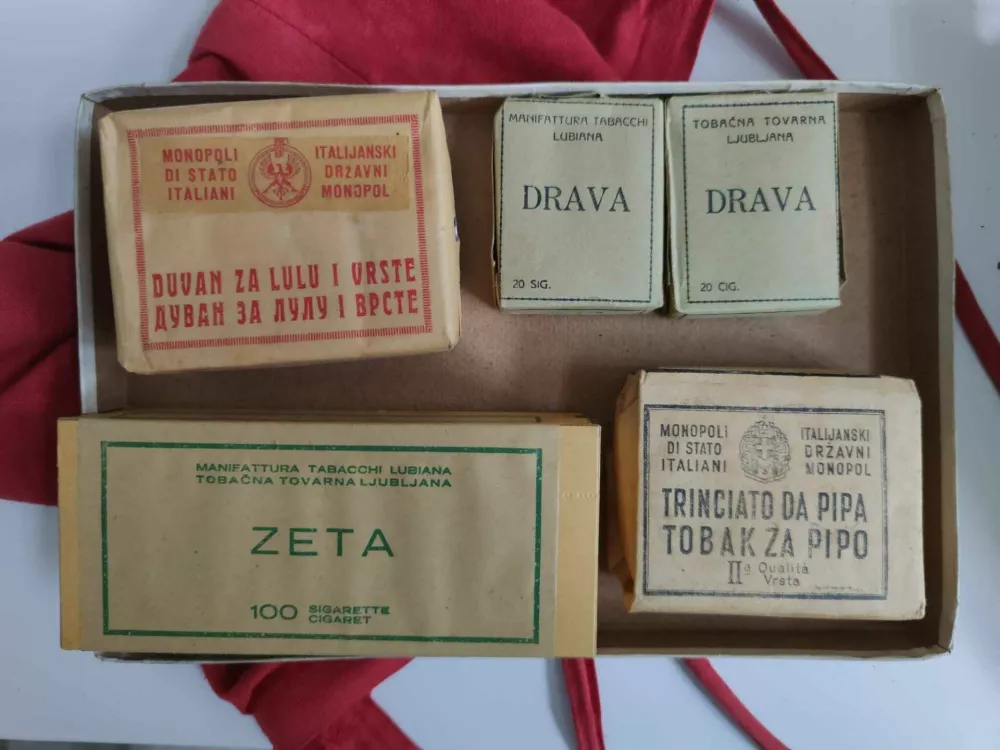 MONOPOLI
DI STATO
ITALIANI
ITALIJANSKI
DRŽAVNI
MONOPOL
DUVAN ZA LULU I VRSTE
ДУВАН ЗА ЛУЛУ I ВРСТЕ
MANIFATTURA TABACCHI
LUBIANA
DRAVA
20 SIG.
TOBAČNA TOVARNA
LJUBLJANA
DRAVA
20 CIG.
MANIFATTURA TABACCHI LUBIANA
TOBAČNA TOVARNA LJUBLJANA
ZETA
100 SIGARETTE
CIGARET
MONOPOLI
DI STATO
ITALIANI
ITALIJANSKI
DRŽAVNI
MONOPOL
TRINCIATO DA PIPA
TOBAK ZA PIPO
IIª Qualità
Vrsta